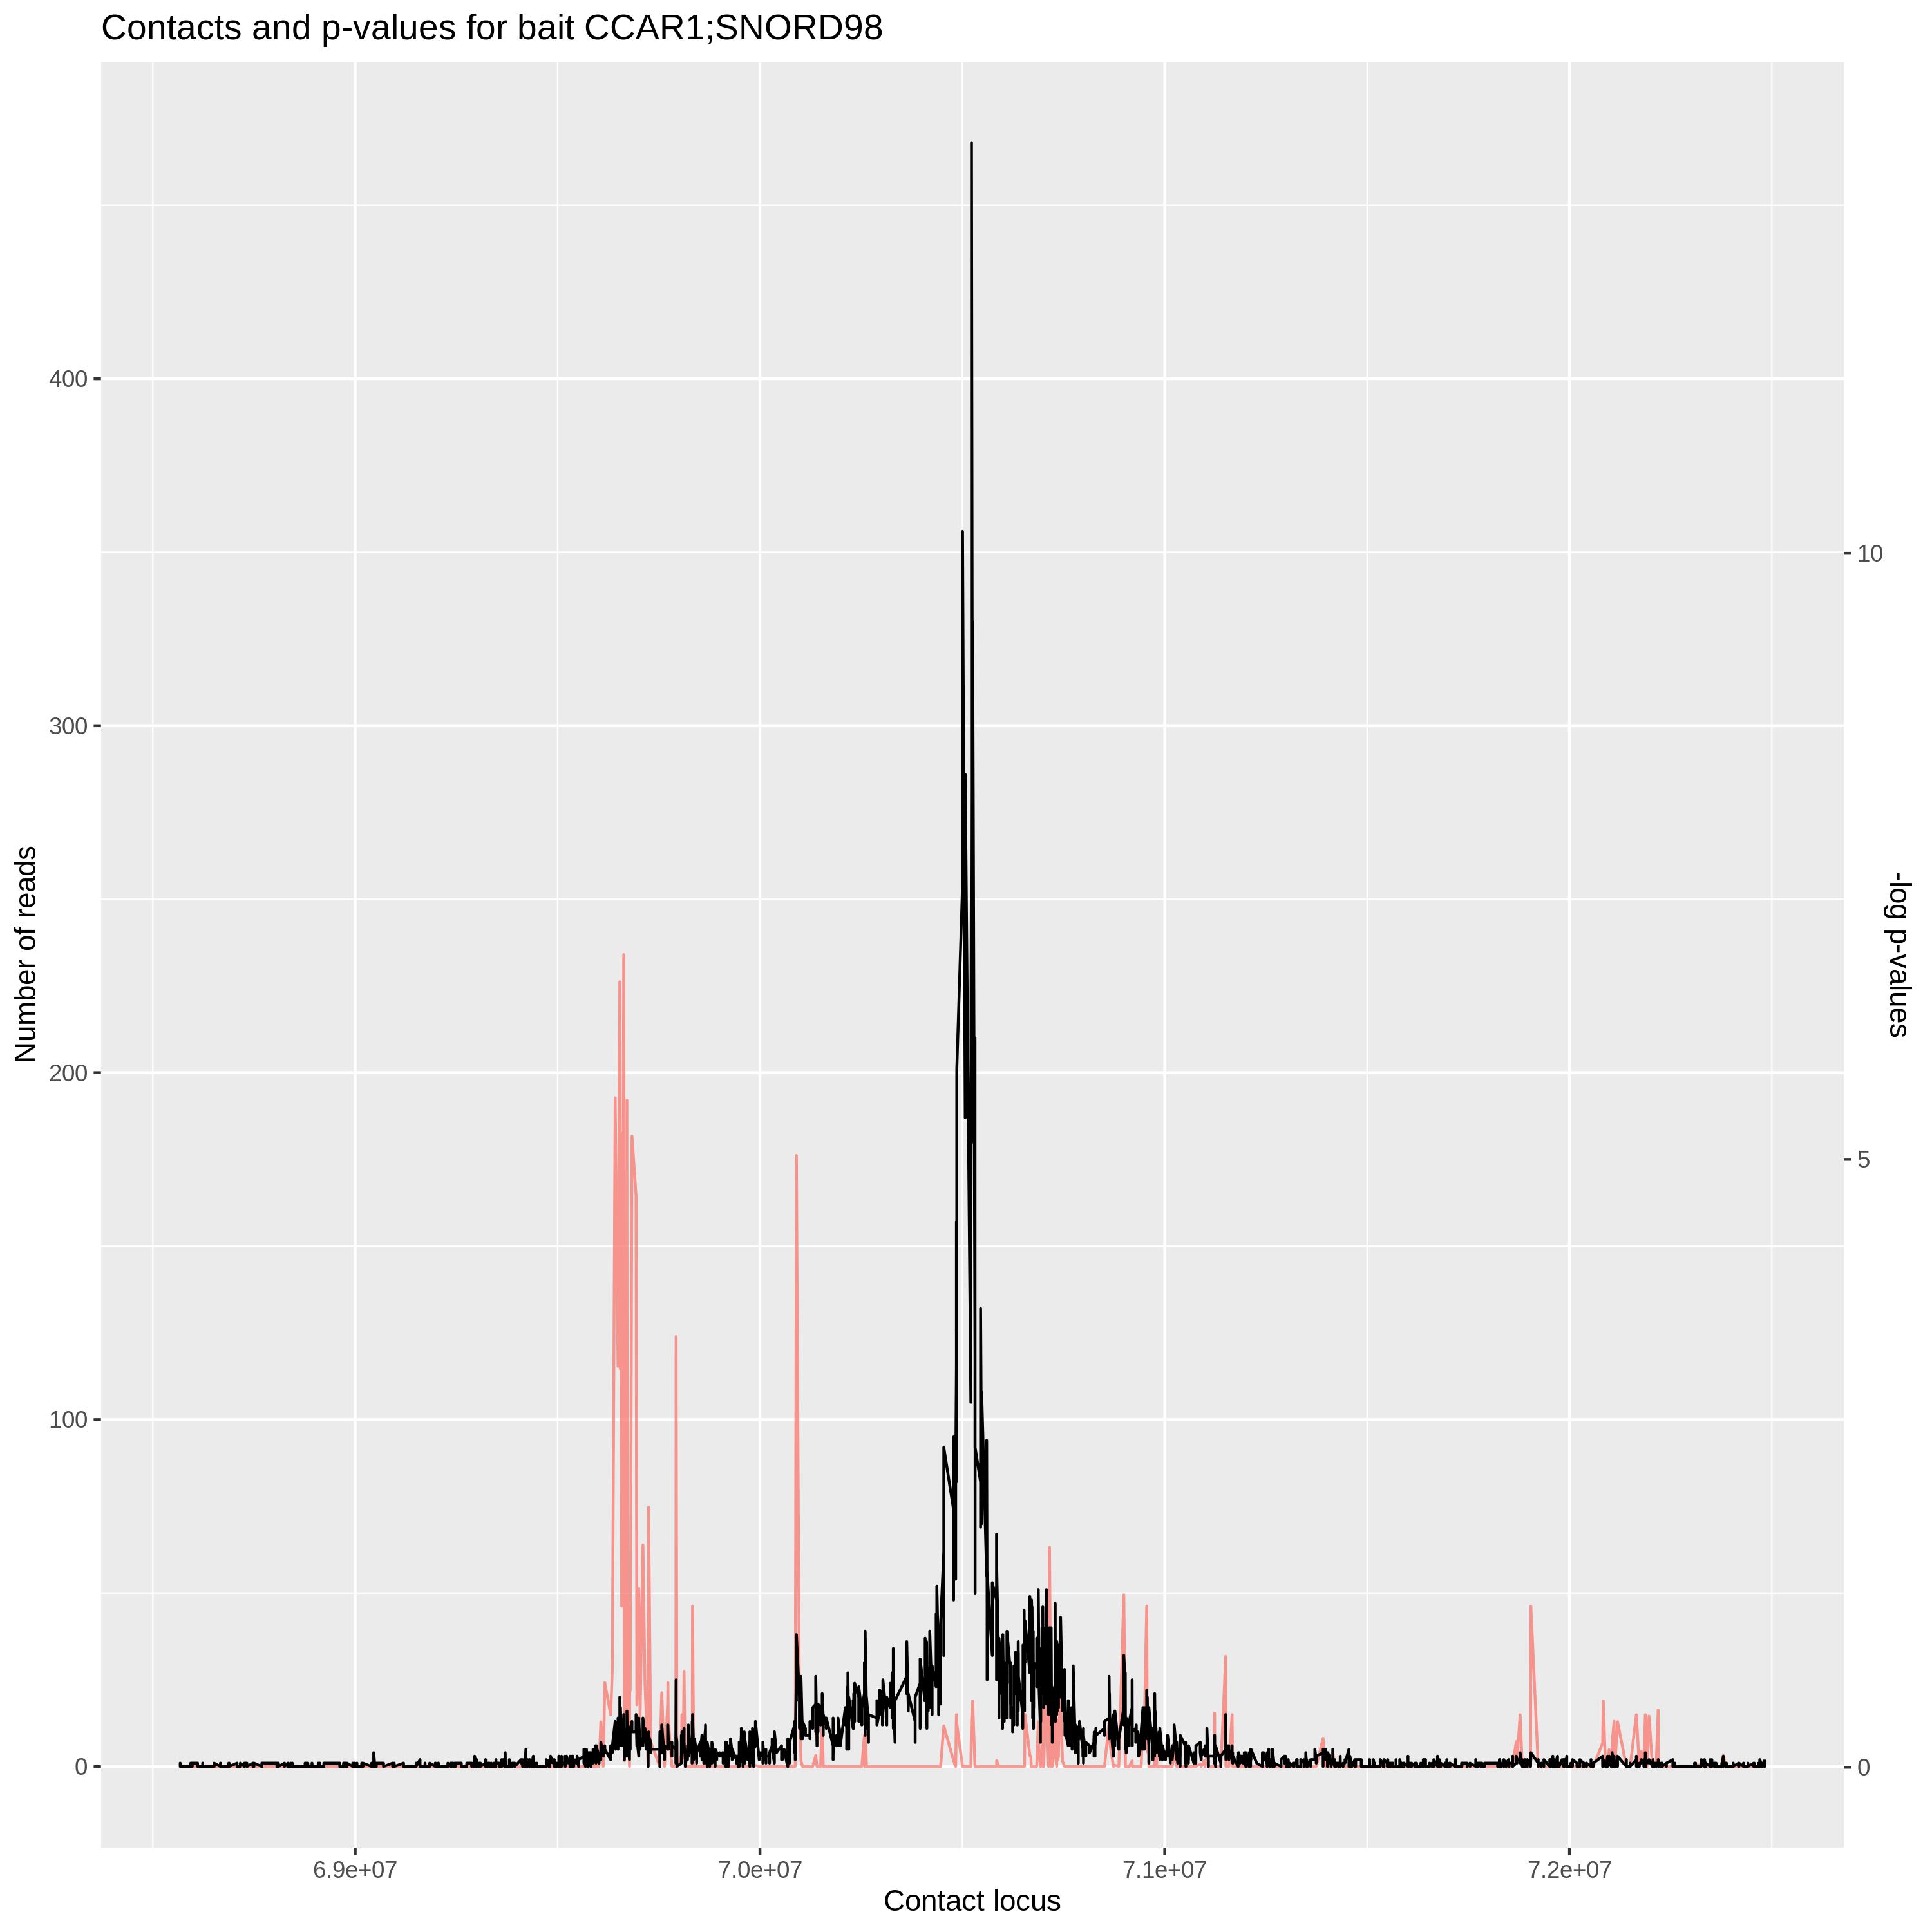 Contacts and p-values for bait CCAR1;SNORD98
Number of reads
400
300
200
100
0
10
5
0
-log p-values
6.9e+07
7.0e+07
7.1e+07
7.2e+07
Contact locus